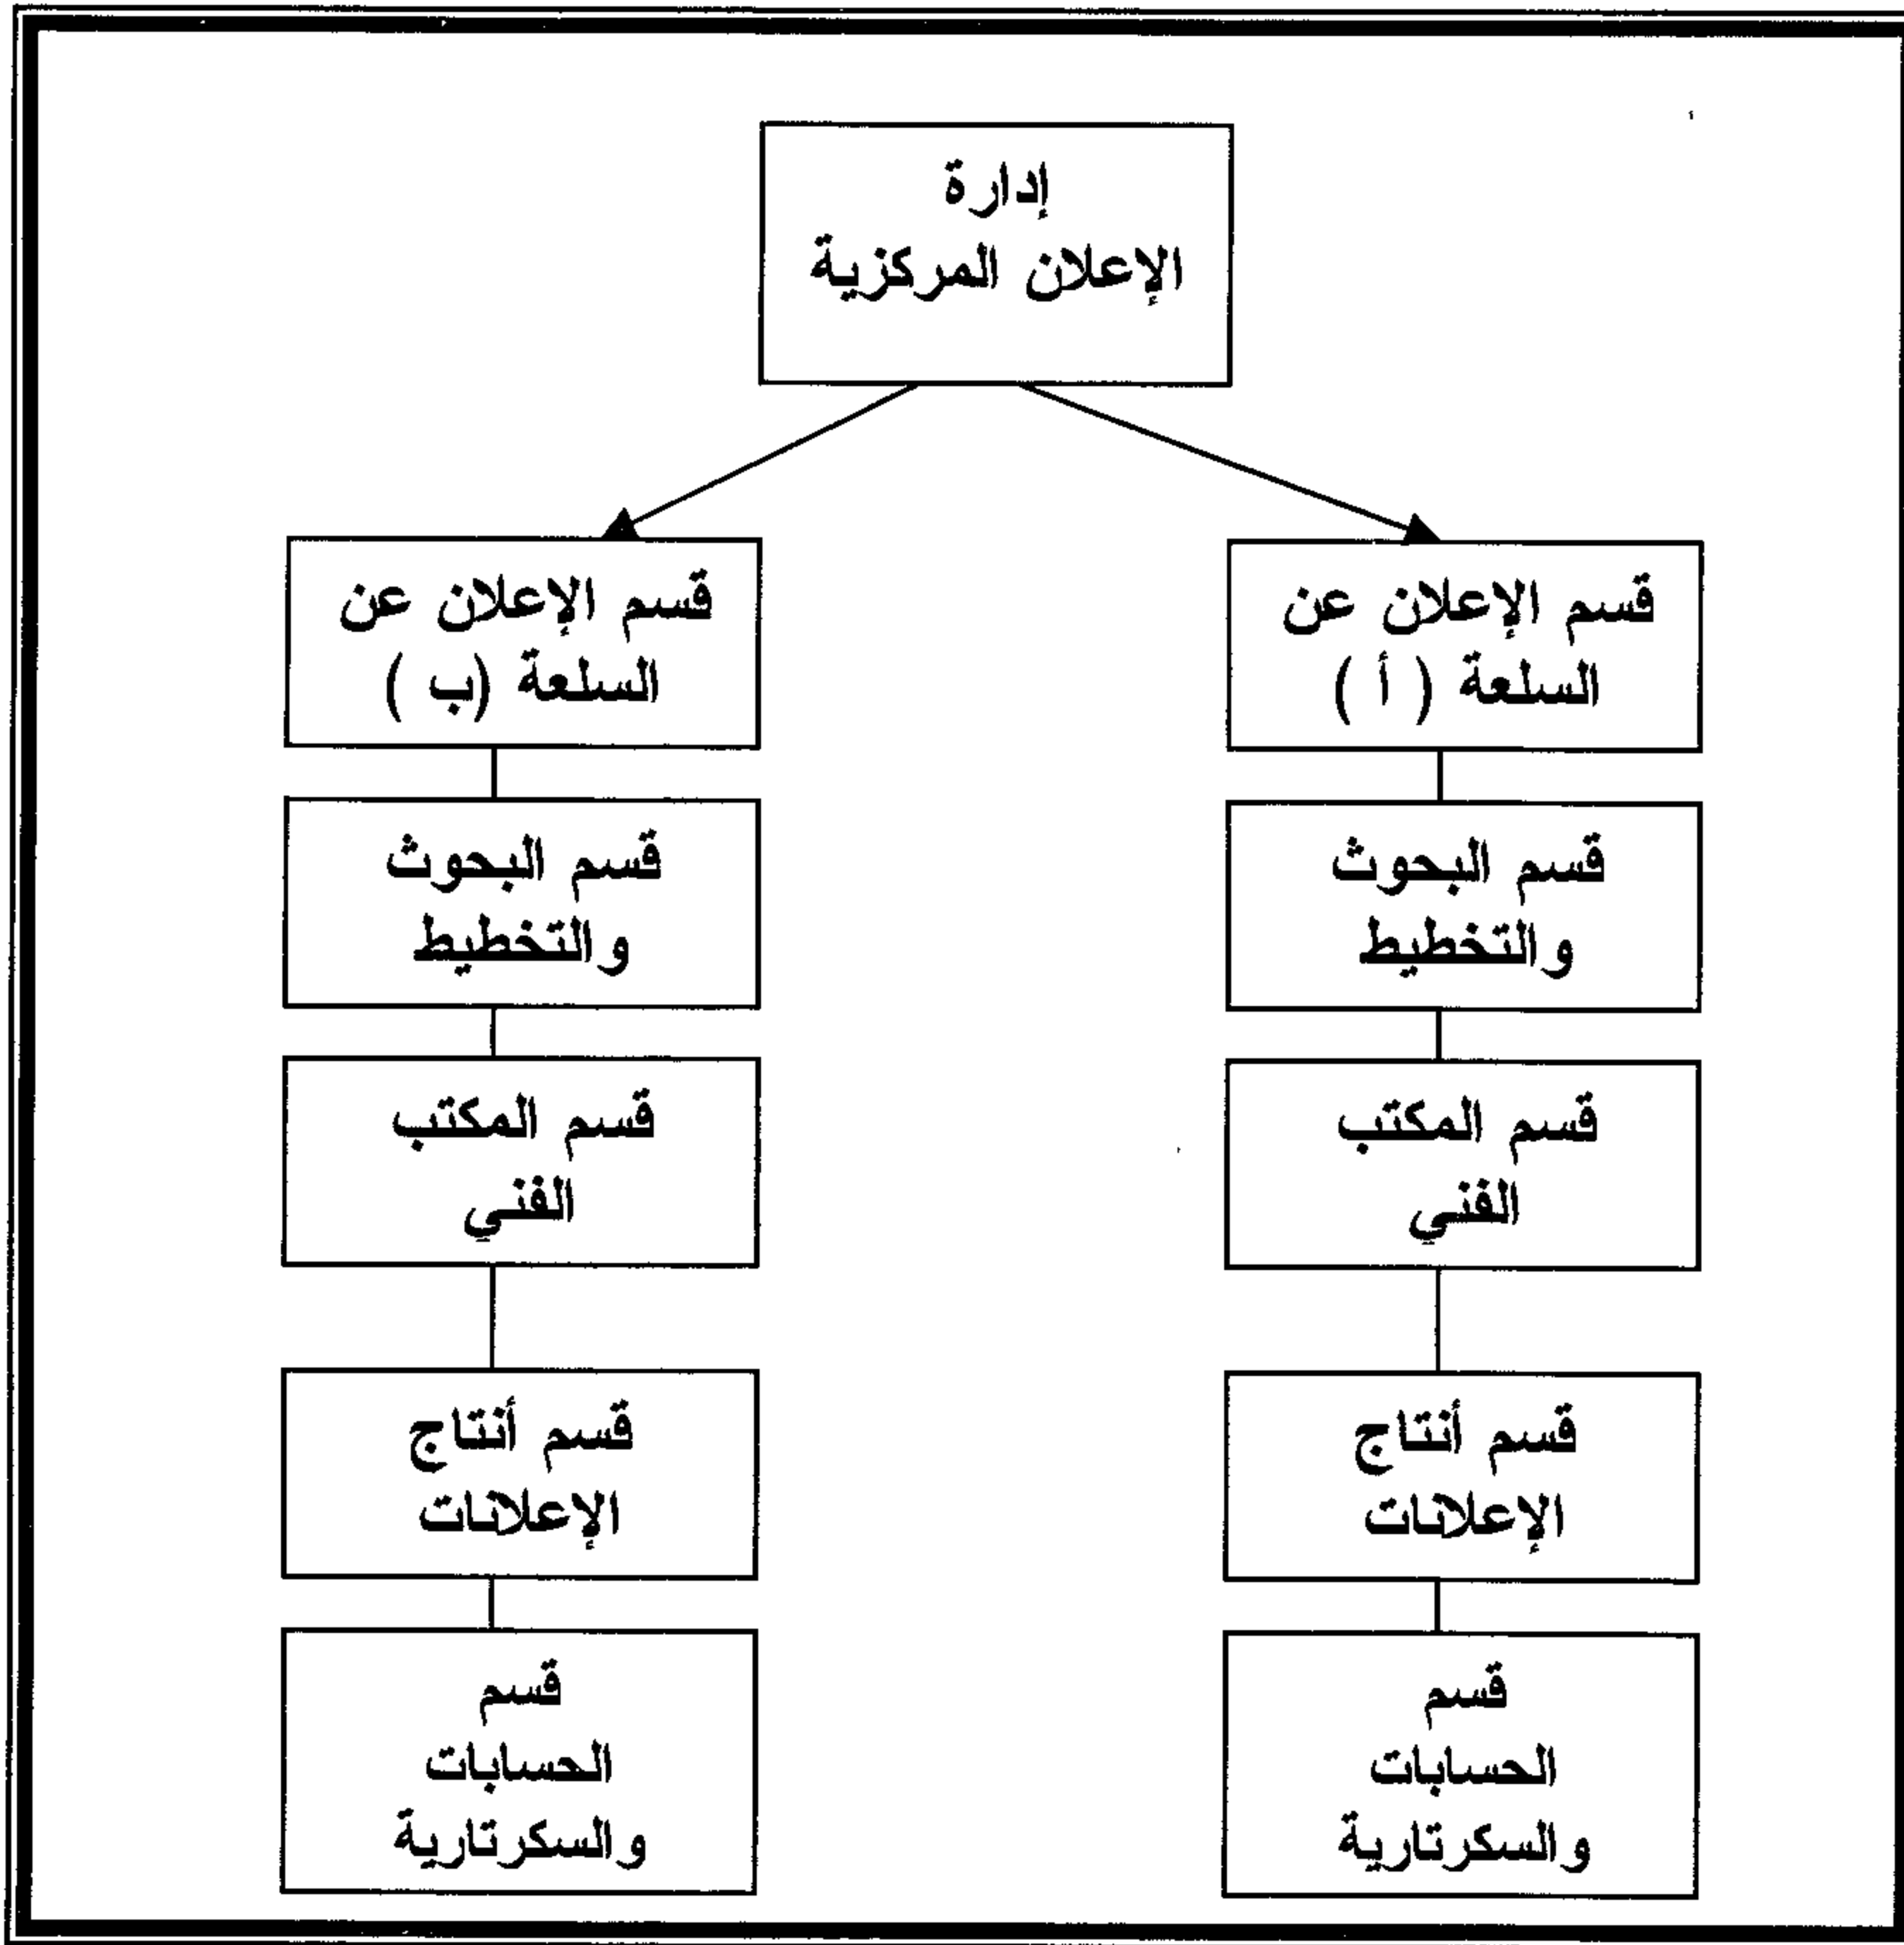 إدارة
الإعلان المركزية
قسم الإعلان عن
السلعة ( أ )
قسم البحوث
والتخطيط
قسم المكتب
الفني
قسم أنتاج
الإعلانات
قسم
الحسابات
والسكرتارية
قسم الإعلان عن
السلعة (ب )
قسم البحوث
والتخطيط
قسم المكتب
الفني
قسم أنتاج
الإعلانات
قسم
الحسابات
والسكرتارية